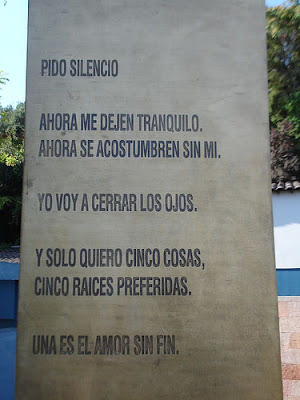 PIDO SILENCIO
AHORA ME DEJEN TRANQUILO.
AHORA SE ACOSTUMBREN SIN MI.
YO VOY A CERRAR LOS OJOS.
Y SOLO QUIERO CINCO COSAS,
CINCO RAICES PREFERIDAS.
UNA ES EL AMOR SIN FIN.